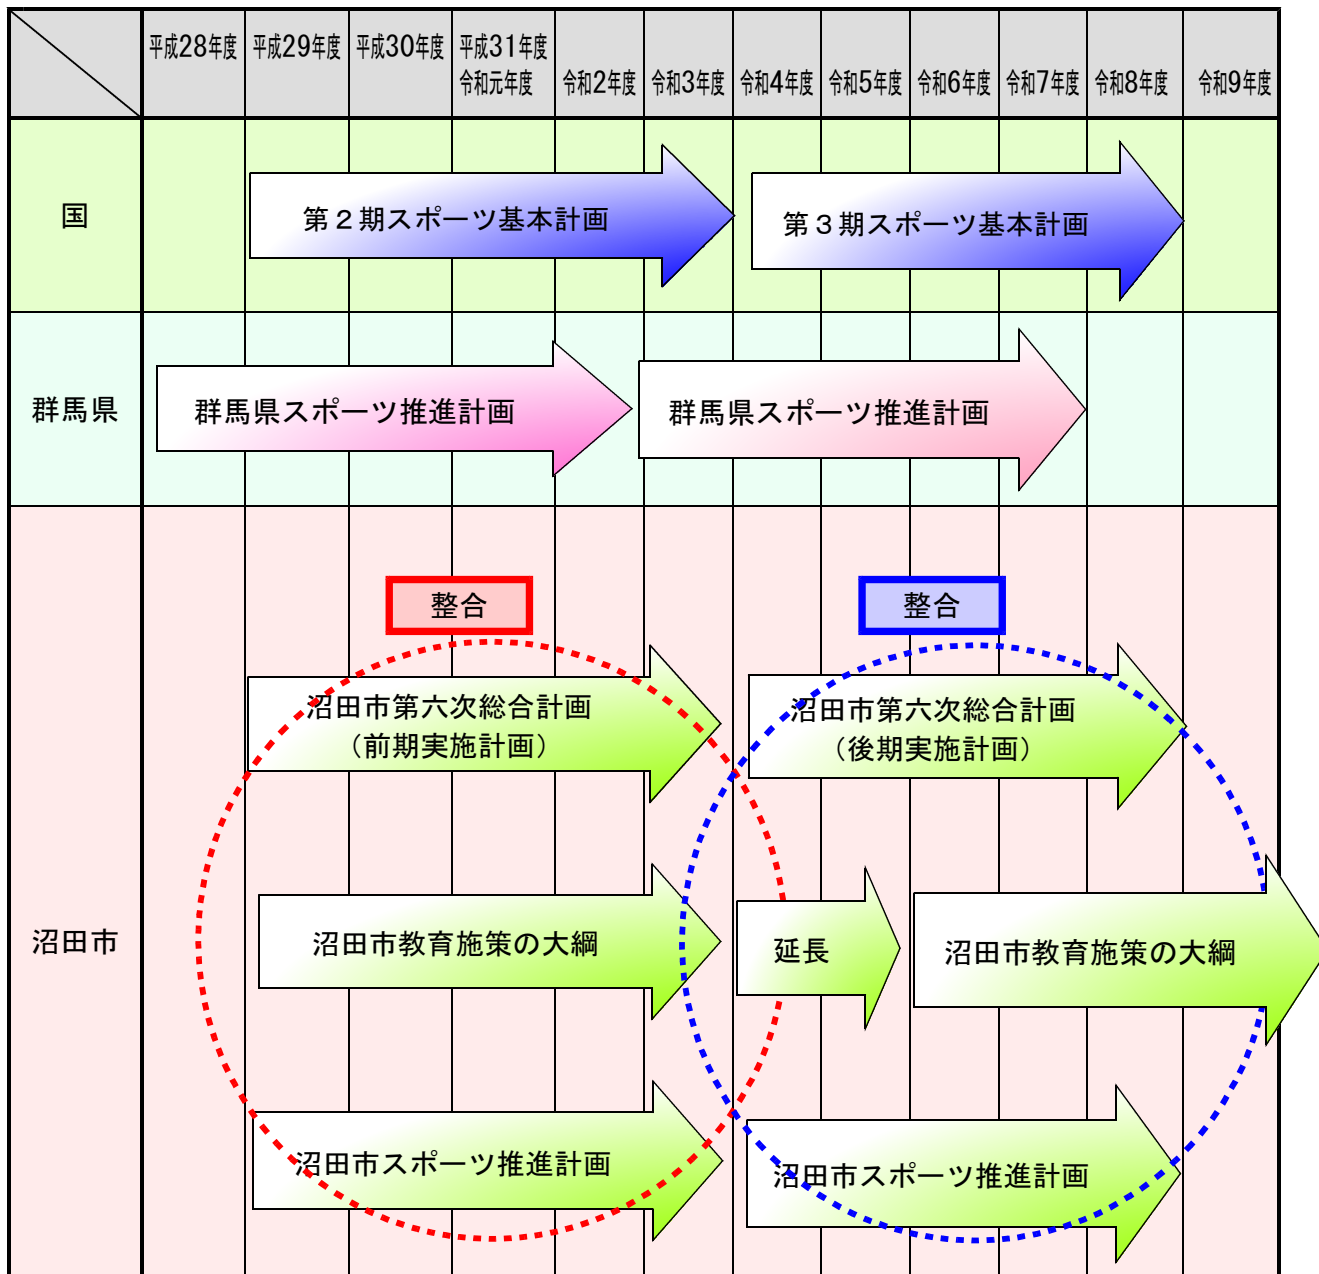 平成28年度 平成29年度 平成30年度 平成31年度
令和元年度 令和2年度 令和3年度 令和4年度 令和5年度 令和6年度 令和7年度 令和8年度 令和9年度
国
第２期スポーツ基本計画
第３期スポーツ基本計画
群馬県
群馬県スポーツ推進計画
群馬県スポーツ推進計画
沼田市
整合
整合
沼田市第六次総合計画
（前期実施計画）
沼田市第六次総合計画
（後期実施計画）
沼田市教育施策の大綱
延長
沼田市教育施策の大綱
沼田市スポーツ推進計画
沼田市スポーツ推進計画